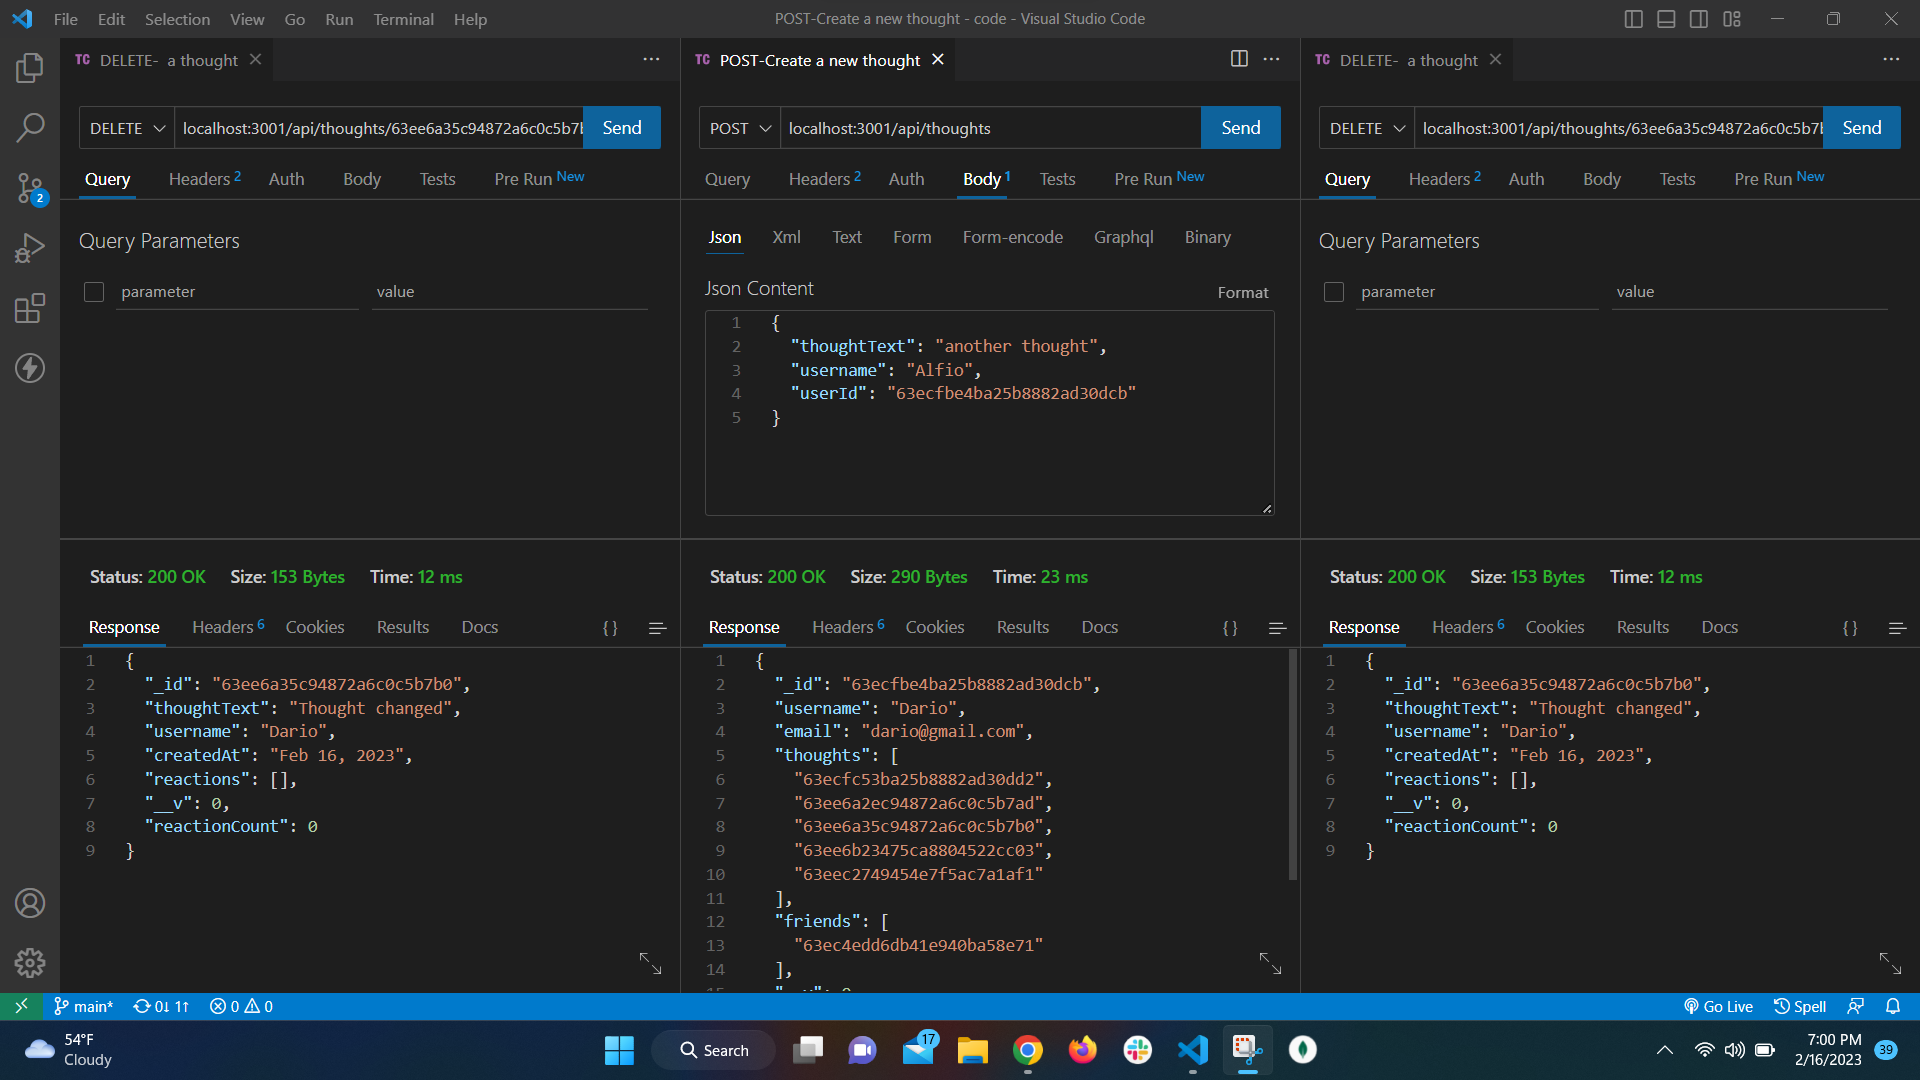 File Edit Selection View Go Run Terminal Help
POST-Create a new thought - code - Visual Studio Code
TC DELETE- a thought
DELETE
localhost:3001/api/thoughts/63ee6a35c94872a6c0c5b7b
Send
Query Headers 2 Auth Body Tests Pre Run New
Query Parameters
parameter value
Status: 200 OK Size: 153 Bytes Time: 12 ms
Response Headers 6 Cookies Results Docs {}
1 {
2 "_id": "63ee6a35c94872a6c0c5b7b0",
3 "thoughtText": "Thought changed",
4 "username": "Dario",
5 "createdAt": "Feb 16, 2023",
6 "reactions": [],
7 "__v": 0,
8 "reactionCount": 0
9 }
TC POST-Create a new thought
POST
localhost:3001/api/thoughts
Send
Query Headers 2 Auth Body 1 Tests Pre Run New
Json Xml Text Form Form-encode Graphql Binary
Json Content
Format
1 {
2 "thoughtText": "another thought",
3 "username": "Alfio",
4 "userId": "63ecfbe4ba25b8882ad30dcb"
5 }
Status: 200 OK Size: 290 Bytes Time: 23 ms
Response Headers 6 Cookies Results Docs {}
1 {
2 "_id": "63ecfbe4ba25b8882ad30dcb",
3 "username": "Dario",
4 "email": "dario@gmail.com",
5 "thoughts": [
6 "63ecfc53ba25b8882ad30dd2",
7 "63ee6a2ec94872a6c0c5b7ad",
8 "63ee6a35c94872a6c0c5b7b0",
9 "63ee6b23475ca8804522cc03",
10 "63eec2749454e7f5ac7a1af1"
11 ],
12 "friends": [
13 "63ec4edd6db41e940ba58e71"
14 ],
TC DELETE- a thought
DELETE
localhost:3001/api/thoughts/63ee6a35c94872a6c0c5b7b
Send
Query Headers 2 Auth Body Tests Pre Run New
Query Parameters
parameter value
Status: 200 OK Size: 153 Bytes Time: 12 ms
Response Headers 6 Cookies Results Docs {}
1 {
2 "_id": "63ee6a35c94872a6c0c5b7b0",
3 "thoughtText": "Thought changed",
4 "username": "Dario",
5 "createdAt": "Feb 16, 2023",
6 "reactions": [],
7 "__v": 0,
8 "reactionCount": 0
9 }
2
main* 0↓ 1↑ 0 0
Go Live Spell
54°F
Cloudy
Search
17
7:00 PM
2/16/2023
39